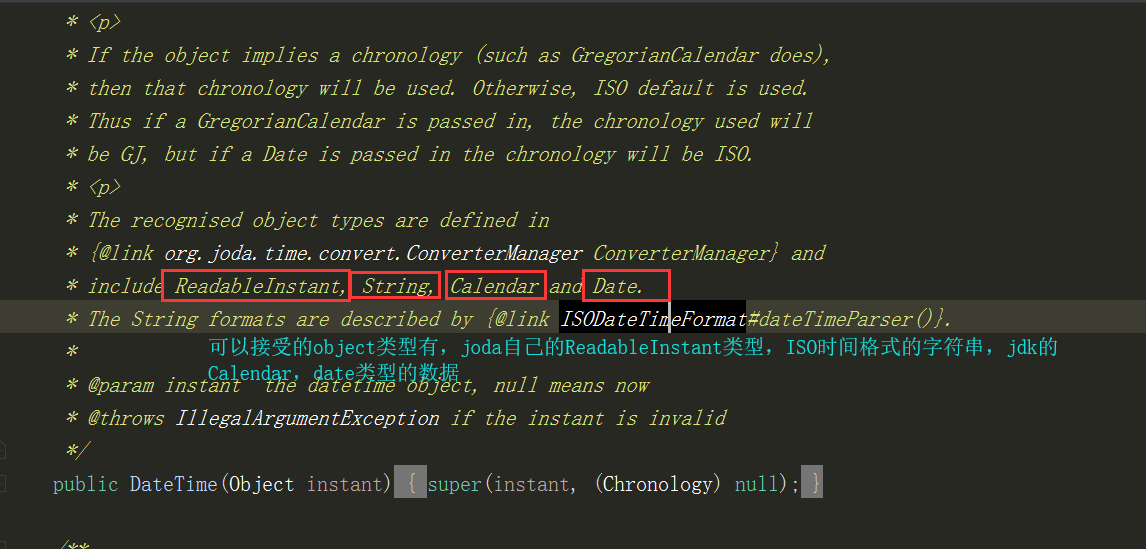 * <p>
* If the object implies a chronology (such as GregorianCalendar does),
* then that chronology will be used. Otherwise, ISO default is used.
* Thus if a GregorianCalendar is passed in, the chronology used will
* be GJ, but if a Date is passed in the chronology will be ISO.
* <p>
* The recognised object types are defined in
* {@link org.joda.time.convert.ConverterManager ConverterManager} and
* include ReadableInstant, String, Calendar and Date.
* The String formats are described by {@link ISODateTimeFormat#dateTimeParser()}.
*
可以接受的object类型有，joda自己的ReadableInstant类型，ISO时间格式的字符串，jdk的
Calendar，date类型的数据
* @param instant  the datetime object, null means now
* @throws IllegalArgumentException if the instant is invalid
*/
public DateTime(Object instant) { super(instant, (Chronology) null); }
/**